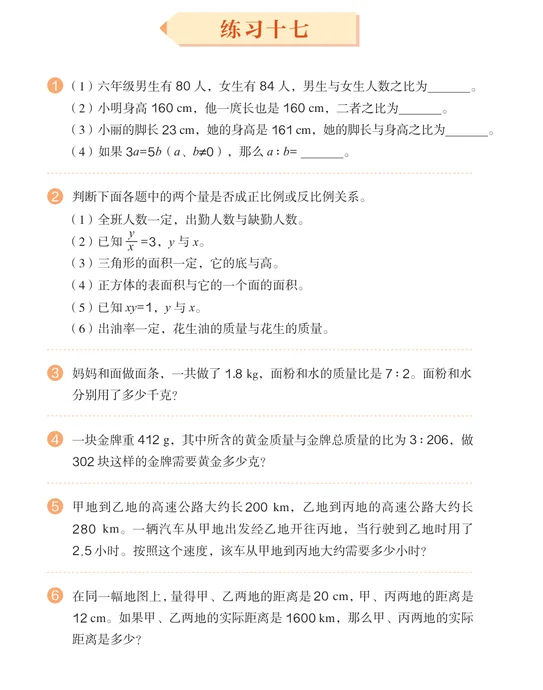 练习十七
1 （1）六年级男生有 80 人，女生有 84 人，男生与女生人数之比为______。
（2）小明身高 160 cm，他一庹长也是 160 cm，二者之比为______。
（3）小丽的脚长 23 cm，她的身高是 161 cm，她的脚长与身高之比为______。
（4）如果 3a=5b（a、b≠0），那么 a∶b= ______。
2 判断下面各题中的两个量是否成正比例或反比例关系。
（1）全班人数一定，出勤人数与缺勤人数。
（2）已知 y/x =3，y 与 x。
（3）三角形的面积一定，它的底与高。
（4）正方体的表面积与它的一个面的面积。
（5）已知 xy=1，y 与 x。
（6）出油率一定，花生油的质量与花生的质量。
3 妈妈和面做面条，一共做了 1.8 kg，面粉和水的质量比是 7∶2。面粉和水
分别用了多少千克？
4 一块金牌重 412 g，其中所含的黄金质量与金牌总质量的比为 3∶206，做
302 块这样的金牌需要黄金多少克？
5 甲地到乙地的高速公路大约长 200 km，乙地到丙地的高速公路大约长
280 km。一辆汽车从甲地出发经乙地开往丙地，当行驶到乙地时用了
2.5 小时。按照这个速度，该车从甲地到丙地大约需要多少小时？
6 在同一幅地图上，量得甲、乙两地的距离是 20 cm，甲、丙两地的距离是
12 cm。如果甲、乙两地的实际距离是 1600 km，那么甲、丙两地的实际
距离是多少？